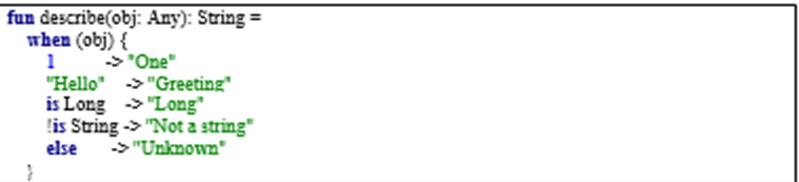 fun describe(obj: Any): String =
when (obj) {
1 -> "One"
"Hello" -> "Greeting"
is Long -> "Long"
!is String -> "Not a string"
else -> "Unknown"
}